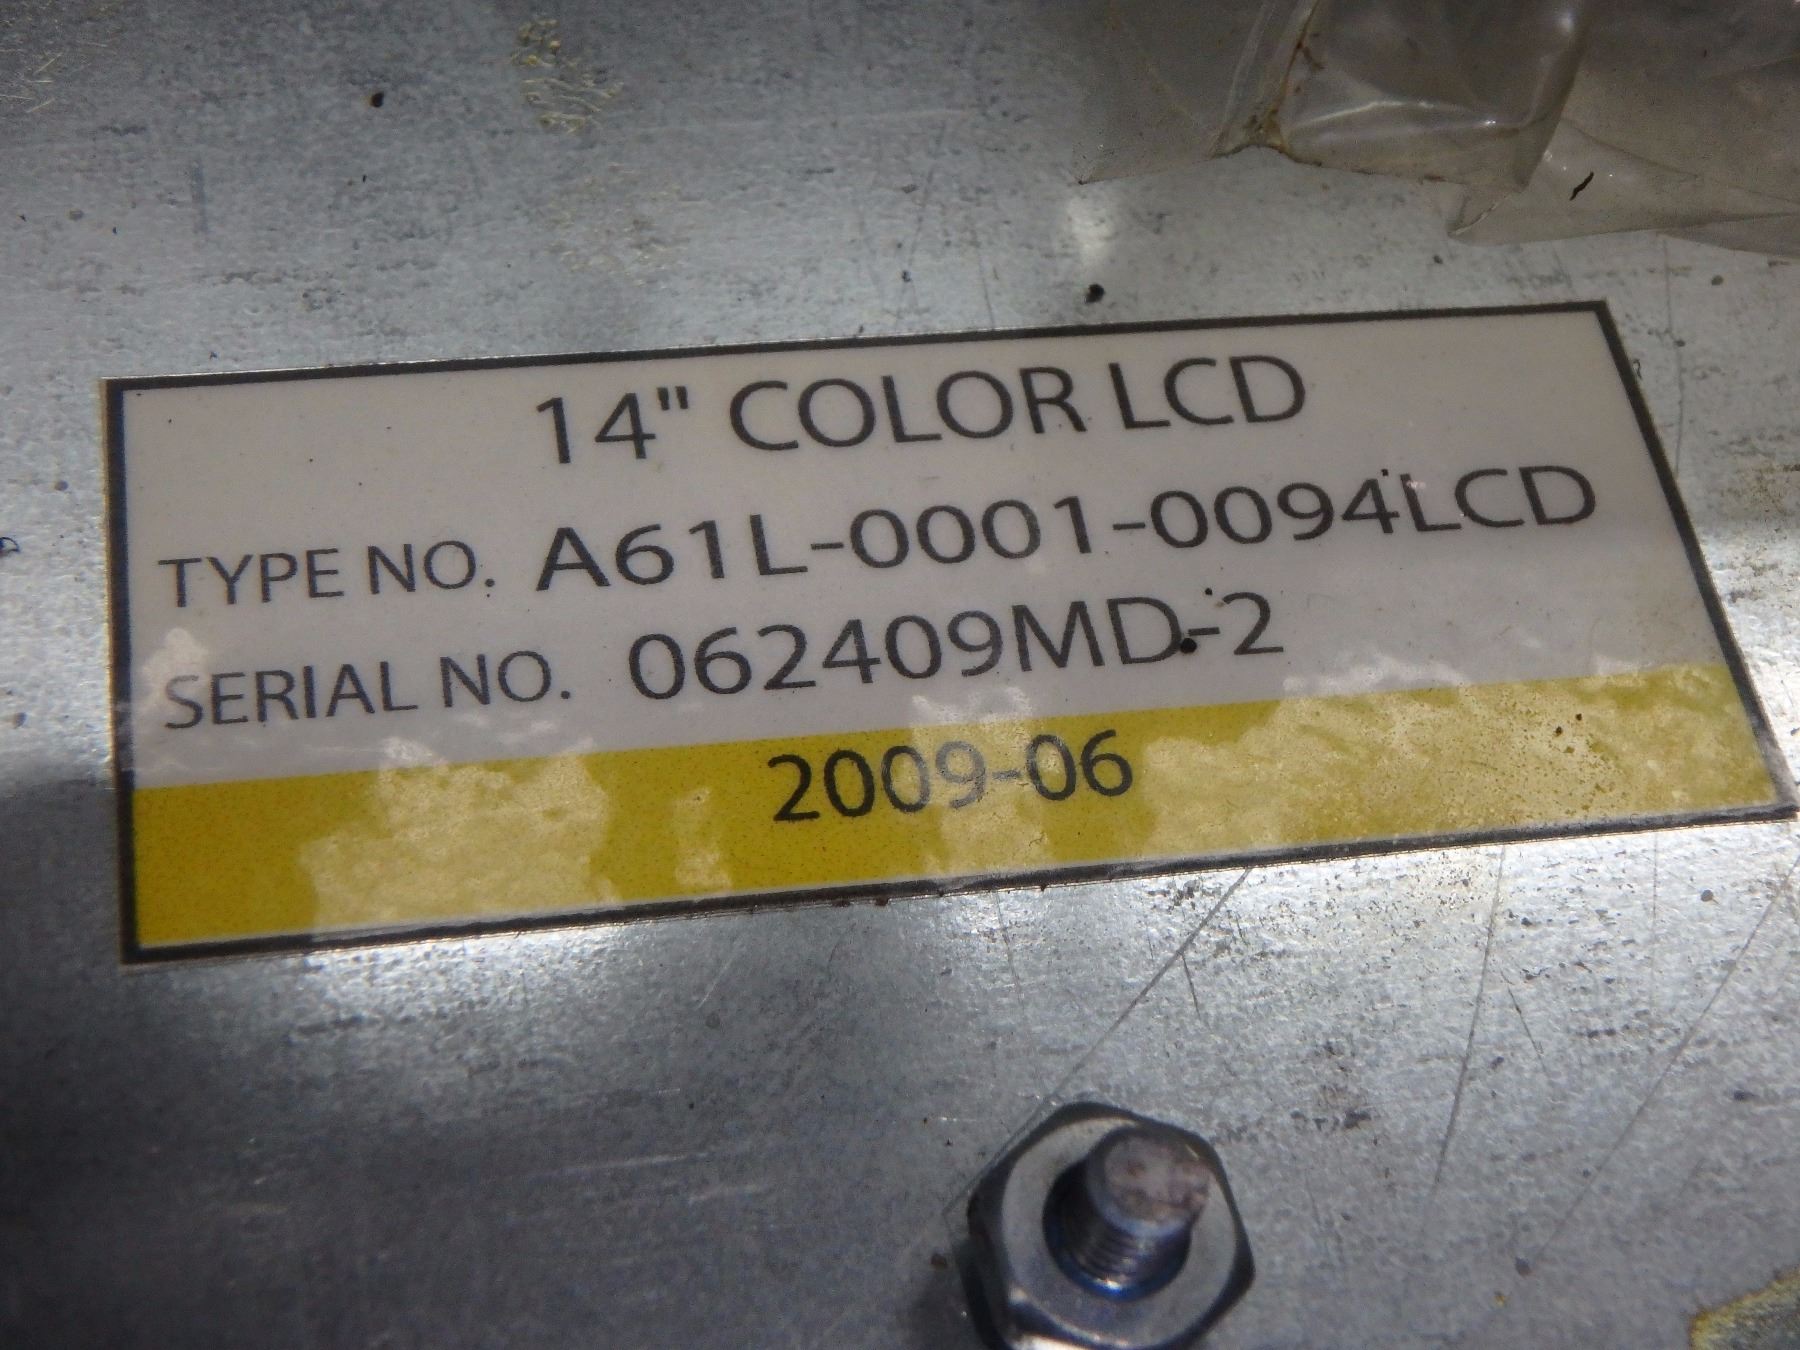 14" COLOR LCD
TYPE NO. A61L-0001-0094LCD
SERIAL NO. 062409MD-2
2009-06